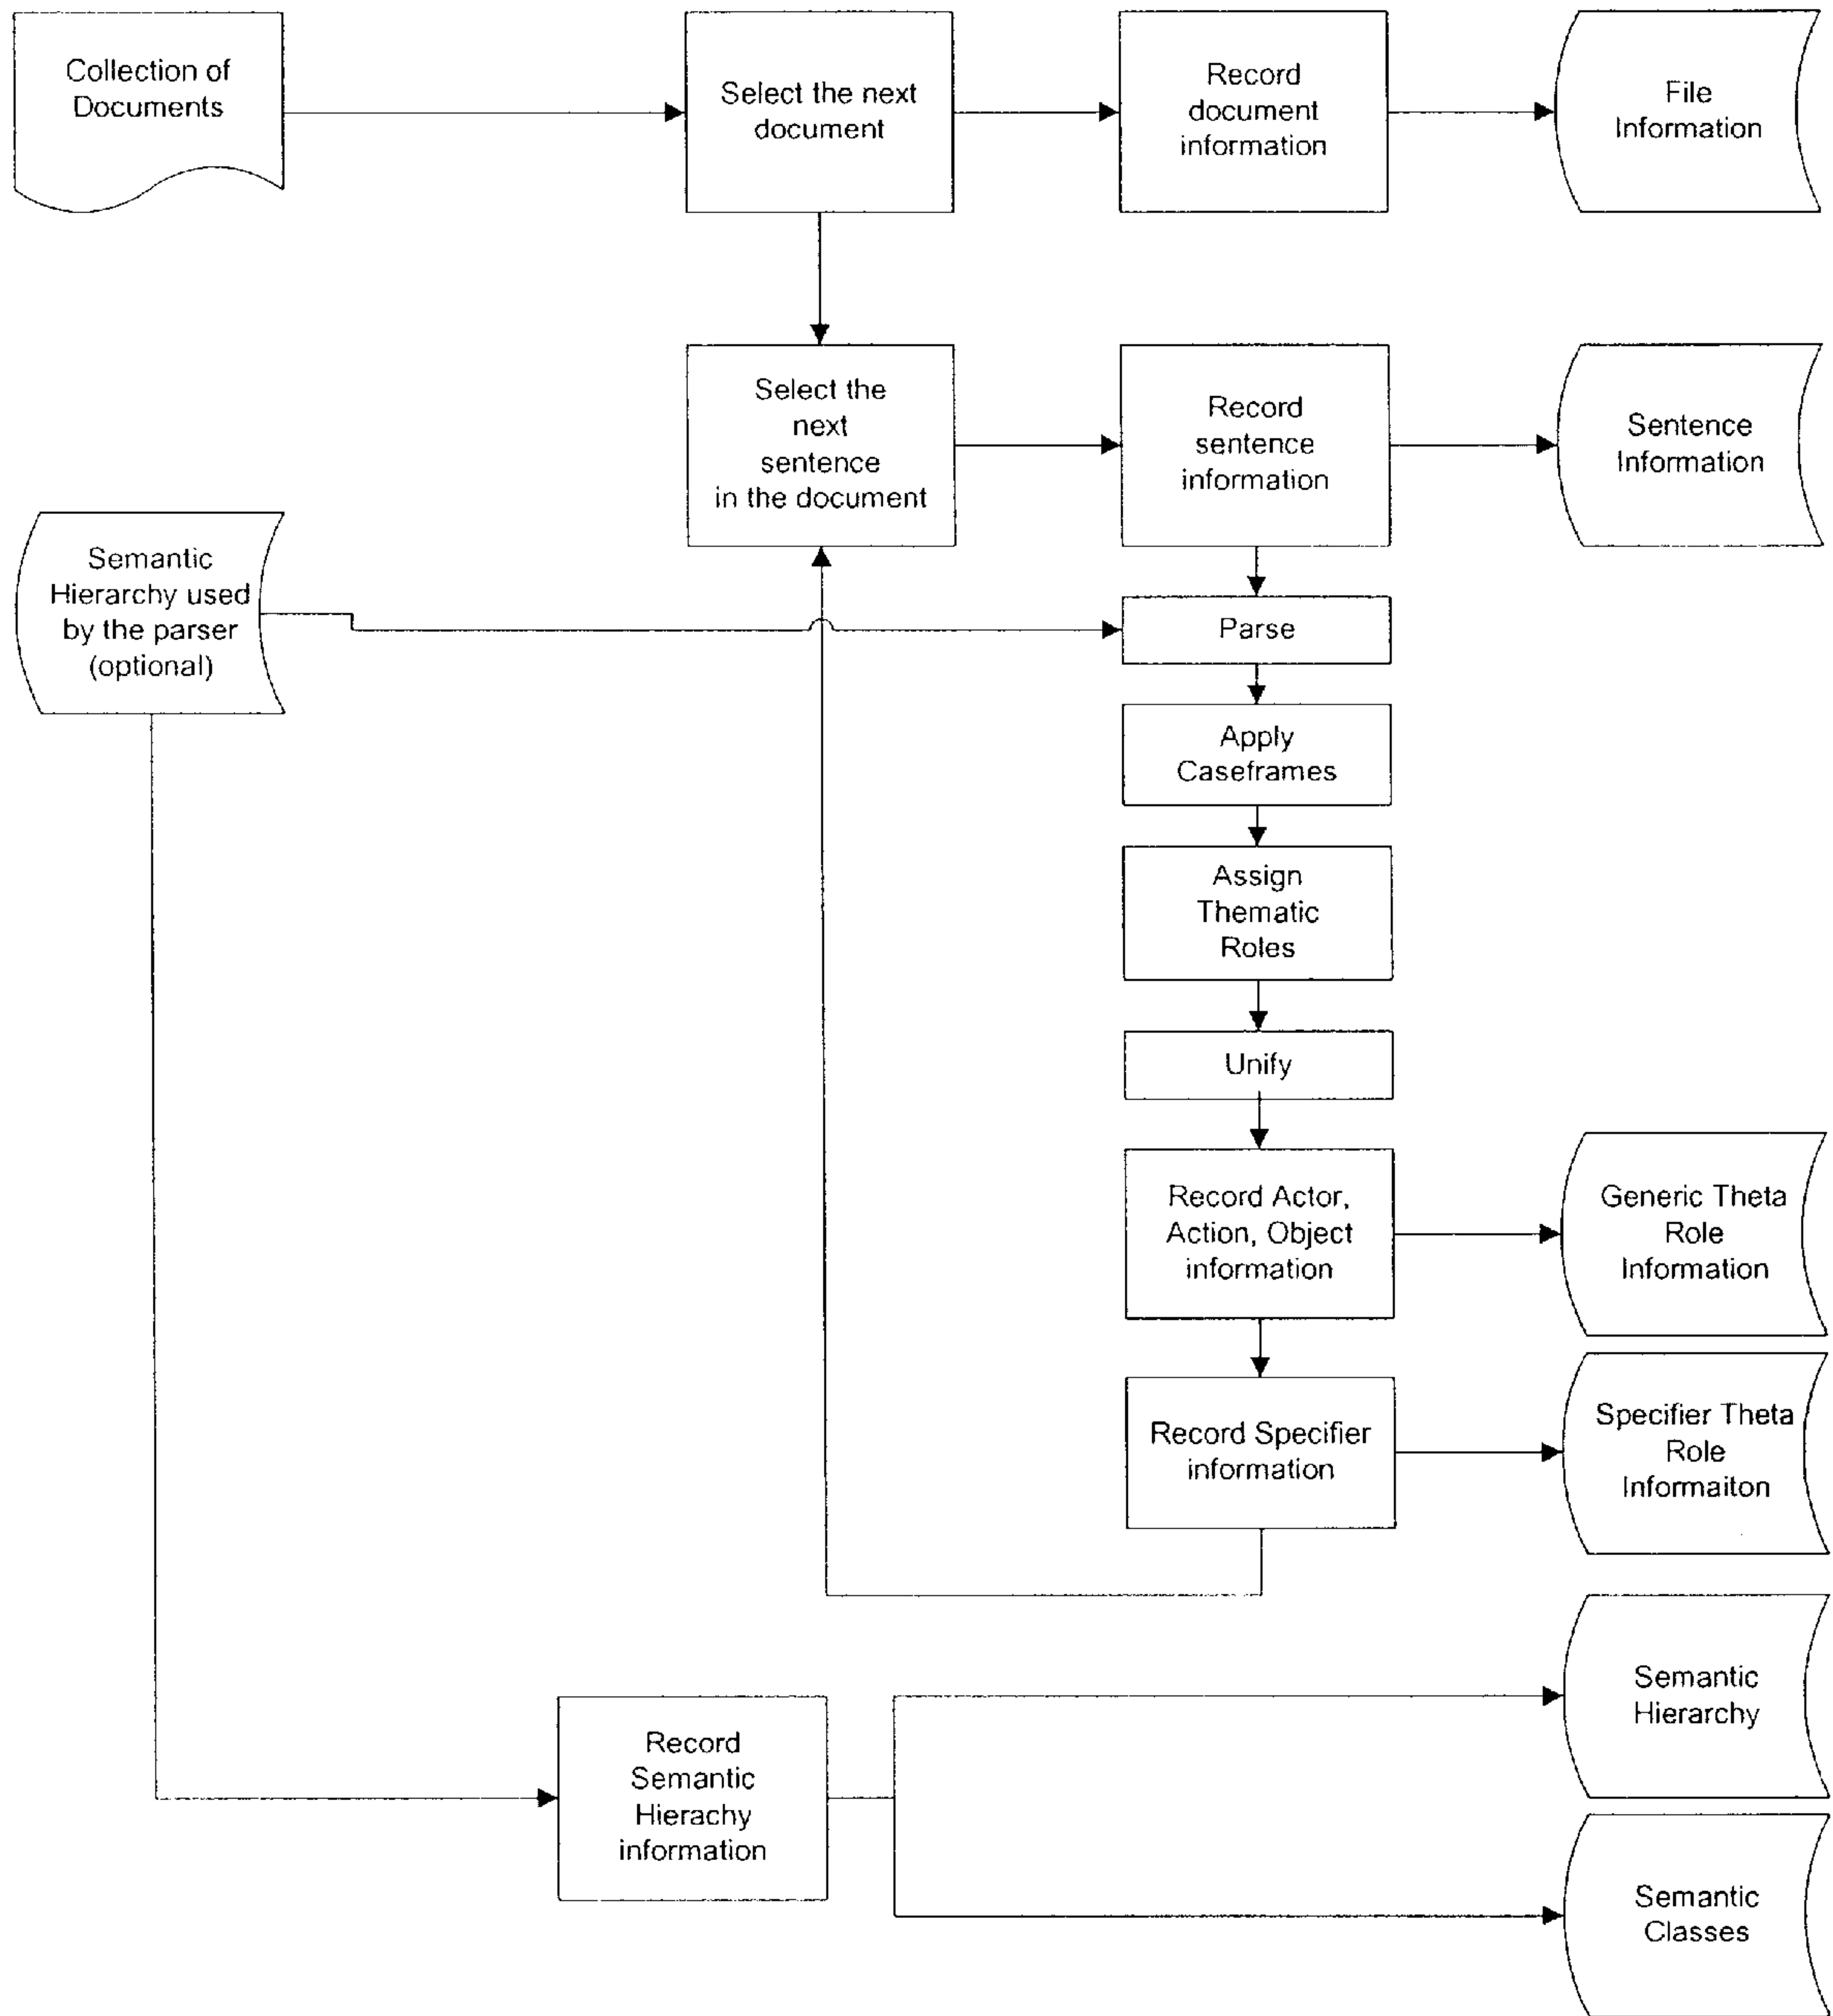 Collection of
Documents
Select the next
document
Record
document
information
File
Information
Select the
next
sentence
in the document
Record
sentence
information
Sentence
Information
Semantic
Hierarchy used
by the parser
(optional)
Parse
Apply
Caseframes
Assign
Thematic
Roles
Unify
Record Actor,
Action, Object
information
Generic Theta
Role
Information
Record Specifier
information
Specifier Theta
Role
Informaiton
Record
Semantic
Hierachy
information
Semantic
Hierarchy
Semantic
Classes